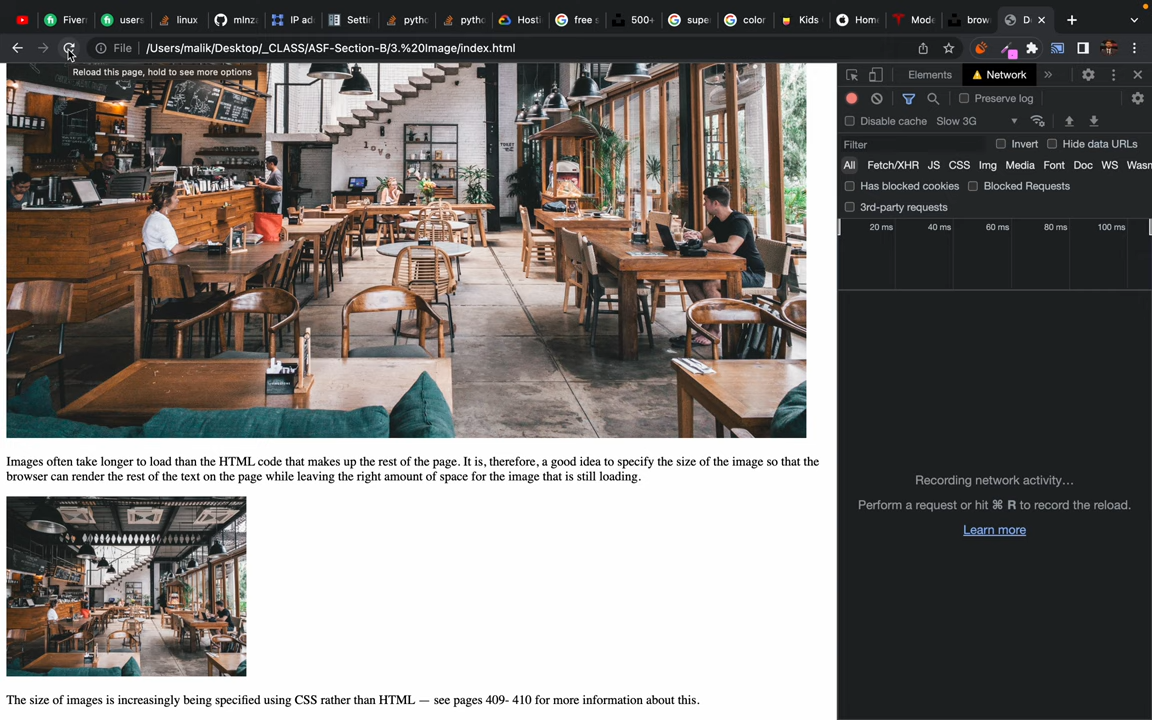 Fiverr
users
linux
mlnza
IP ad
Settin
pytho
pytho
Hosti
free s
500+
supe
color
Kids
Home
Mode
brow
D
File
/Users/malik/Desktop/_CLASS/ASF-Section-B/3.%20Image/index.html
Reload this page, hold to see more options
Elements
Network
Preserve log
Disable cache
Slow 3G
Filter
Invert
Hide data URLs
All Fetch/XHR JS CSS Img Media Font Doc WS Wasm
Has blocked cookies
Blocked Requests
3rd-party requests
20 ms 40 ms 60 ms 80 ms 100 ms
love
TOILET
Recording network activity…
Perform a request or hit ⌘ R to record the reload.
Learn more
Images often take longer to load than the HTML code that makes up the rest of the page. It is, therefore, a good idea to specify the size of the image so that the
browser can render the rest of the text on the page while leaving the right amount of space for the image that is still loading.
The size of images is increasingly being specified using CSS rather than HTML — see pages 409- 410 for more information about this.